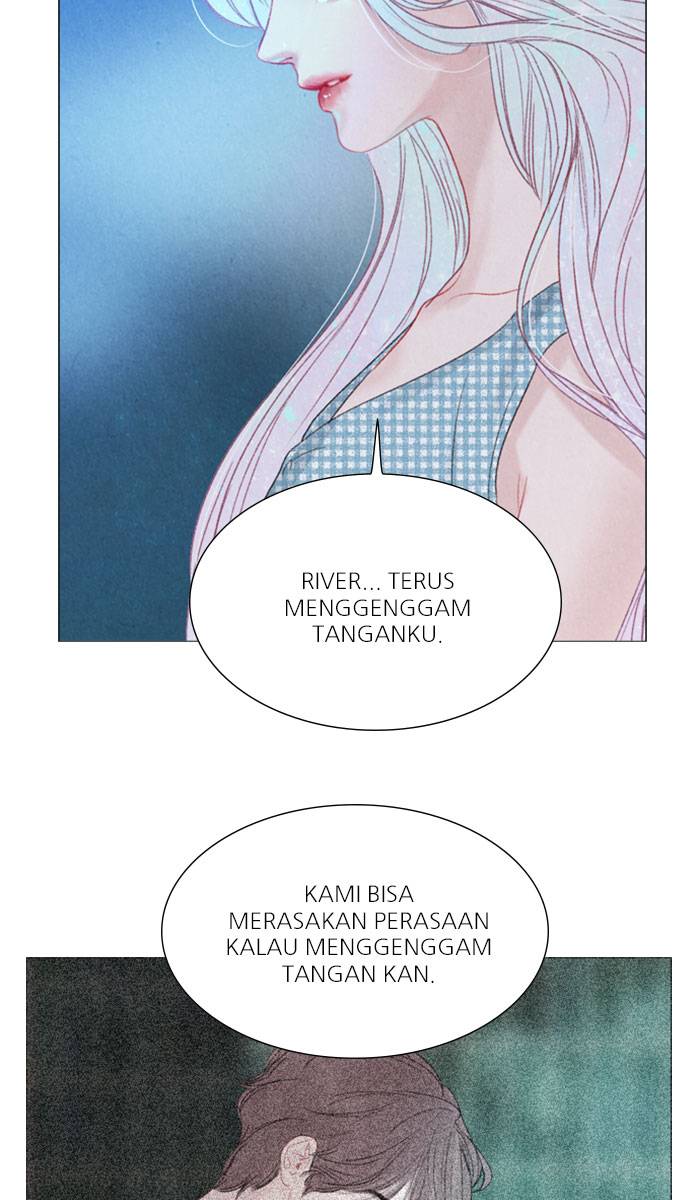 RIVER... TERUS
MENGGENGGAM
TANGANKU.
KAMI BISA
MERASAKAN PERASAAN
KALAU MENGGENGGAM
TANGAN KAN.